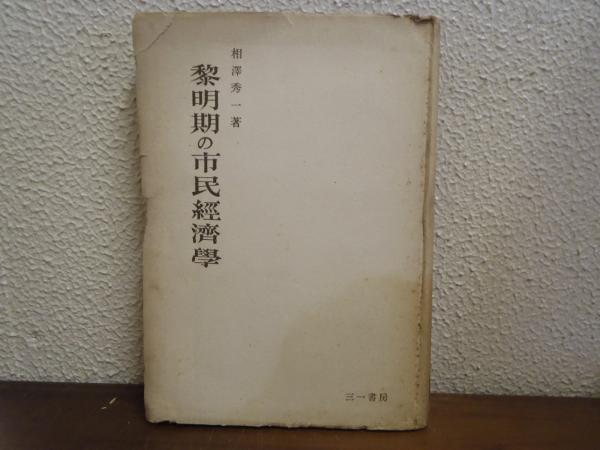 相澤秀一著
黎明期の市民經濟學
三一書房